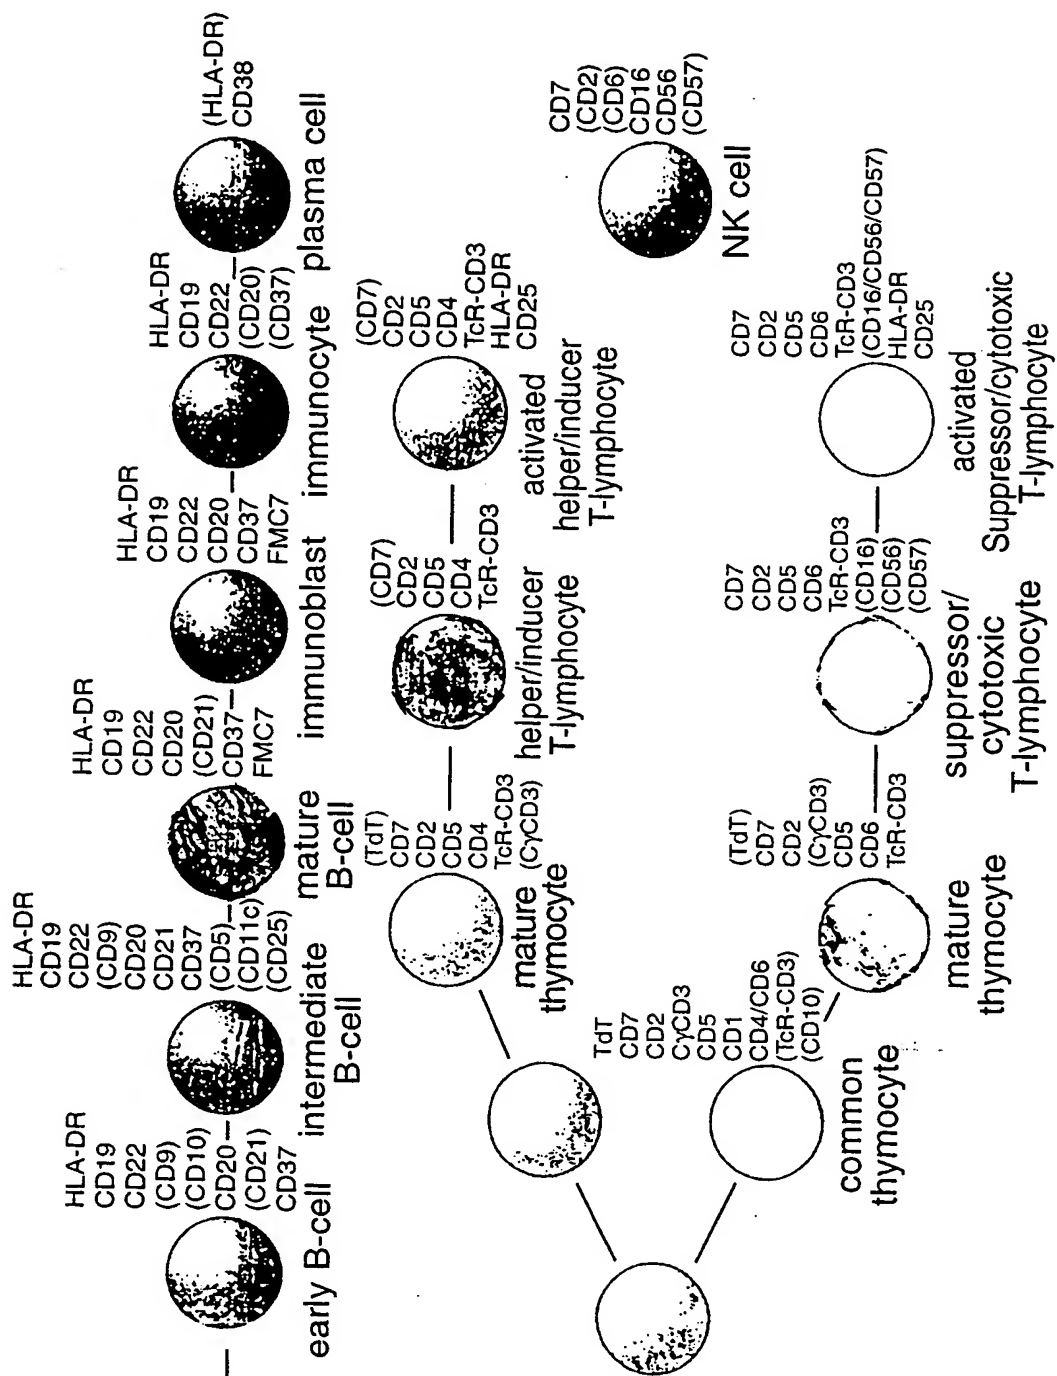 HLA-DR
CD19
CD22
(CD9)
(CD10)
CD20
(CD21)
CD37
early B-cell
HLA-DR
CD19
CD22
(CD9)
CD20
CD21
CD37
(CD5)
(CD11c)
(CD25)
intermediate
B-cell
HLA-DR
CD19
CD22
CD20
(CD21)
CD37
FMC7
mature
B-cell
HLA-DR
CD19
CD22
CD20
CD37
FMC7
immunoblast
HLA-DR
CD19
CD22
(CD20)
(CD37)
immunocyte
(HLA-DR)
CD38
plasma cell
(TdT)
CD7
CD2
CD5
CD4
TcR-CD3
(CγCD3)
mature
thymocyte
(CD7)
CD2
CD5
CD4
TcR-CD3
helper/inducer
T-lymphocyte
(CD7)
CD2
CD5
CD4
TcR-CD3
HLA-DR
CD25
activated
helper/inducer
T-lymphocyte
CD7
(CD2)
(CD6)
CD16
CD56
(CD57)
NK cell
TdT
CD7
CD2
CγCD3
CD5
CD1
CD4/CD6
(TcR-CD3)
(CD10)
common
thymocyte
(TdT)
CD7
CD2
(CγCD3)
CD5
CD6
TcR-CD3
mature
thymocyte
CD7
CD2
CD5
CD6
TcR-CD3
(CD16)
(CD56)
(CD57)
suppressor/
cytotoxic
T-lymphocyte
CD7
CD2
CD5
CD6
TcR-CD3
(CD16/CD56/CD57)
HLA-DR
CD25
activated
Suppressor/cytotoxic
T-lymphocyte